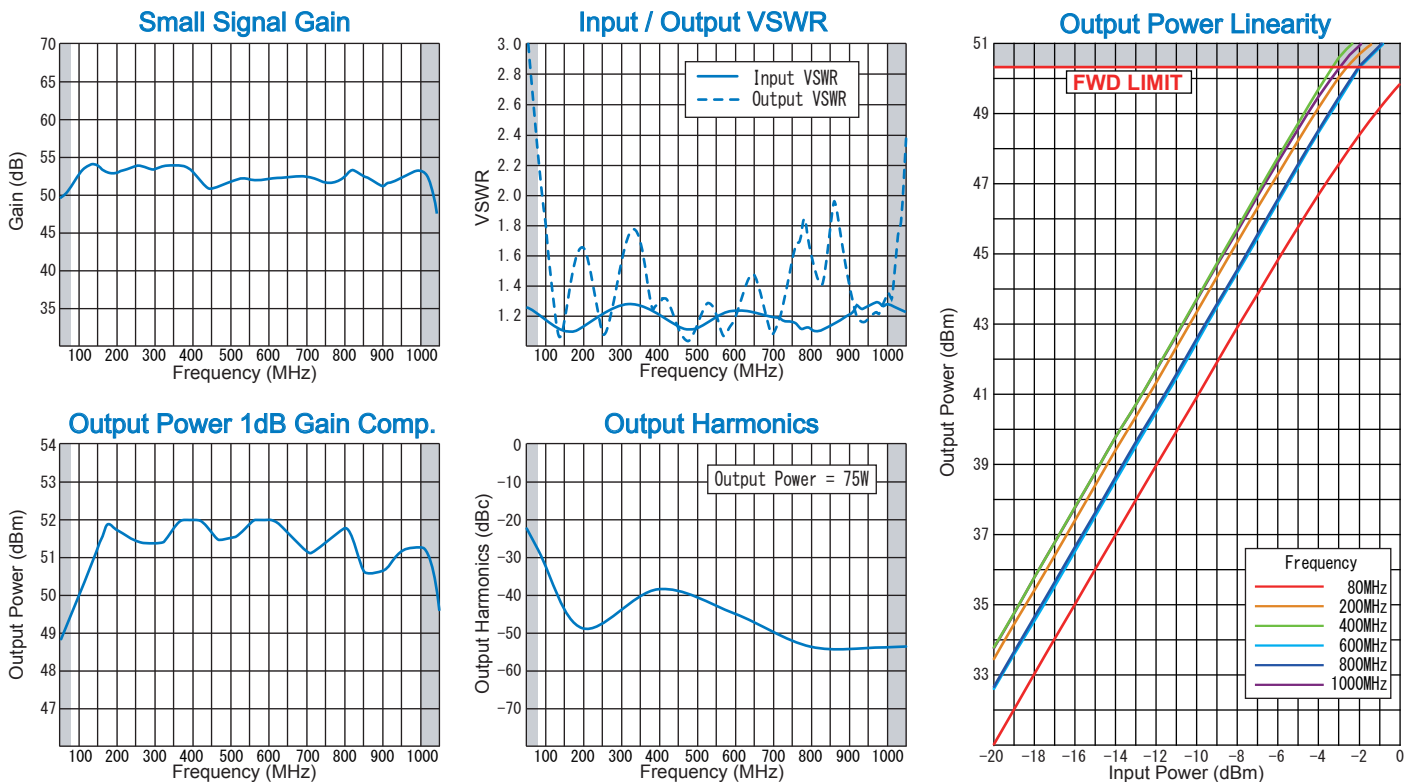 Small Signal Gain
Gain (dB)
70
65
60
55
50
45
40
35
100 200 300 400 500 600 700 800 900 1000
Frequency (MHz)
Input / Output VSWR
VSWR
3.0
2.8
2.6
2.4
2.2
2.0
1.8
1.6
1.4
1.2
Input VSWR
Output VSWR
100 200 300 400 500 600 700 800 900 1000
Frequency (MHz)
Output Power 1dB Gain Comp.
Output Power (dBm)
54
53
52
51
50
49
48
47
100 200 300 400 500 600 700 800 900 1000
Frequency (MHz)
Output Harmonics
Output Harmonics (dBc)
0
-10
-20
-30
-40
-50
-60
-70
Output Power = 75W
100 200 300 400 500 600 700 800 900 1000
Frequency (MHz)
Output Power Linearity
Output Power (dBm)
51
49
47
45
43
41
39
37
35
33
FWD LIMIT
Frequency
80MHz
200MHz
400MHz
600MHz
800MHz
1000MHz
-20 -18 -16 -14 -12 -10 -8 -6 -4 -2 0
Input Power (dBm)